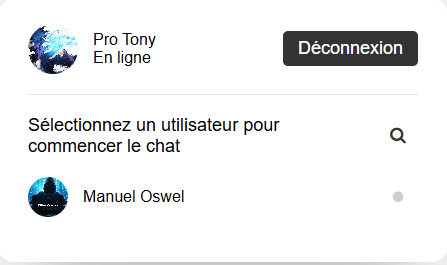 Pro Tony
En ligne
Déconnexion
Sélectionnez un utilisateur pour
commencer le chat
Manuel Oswel